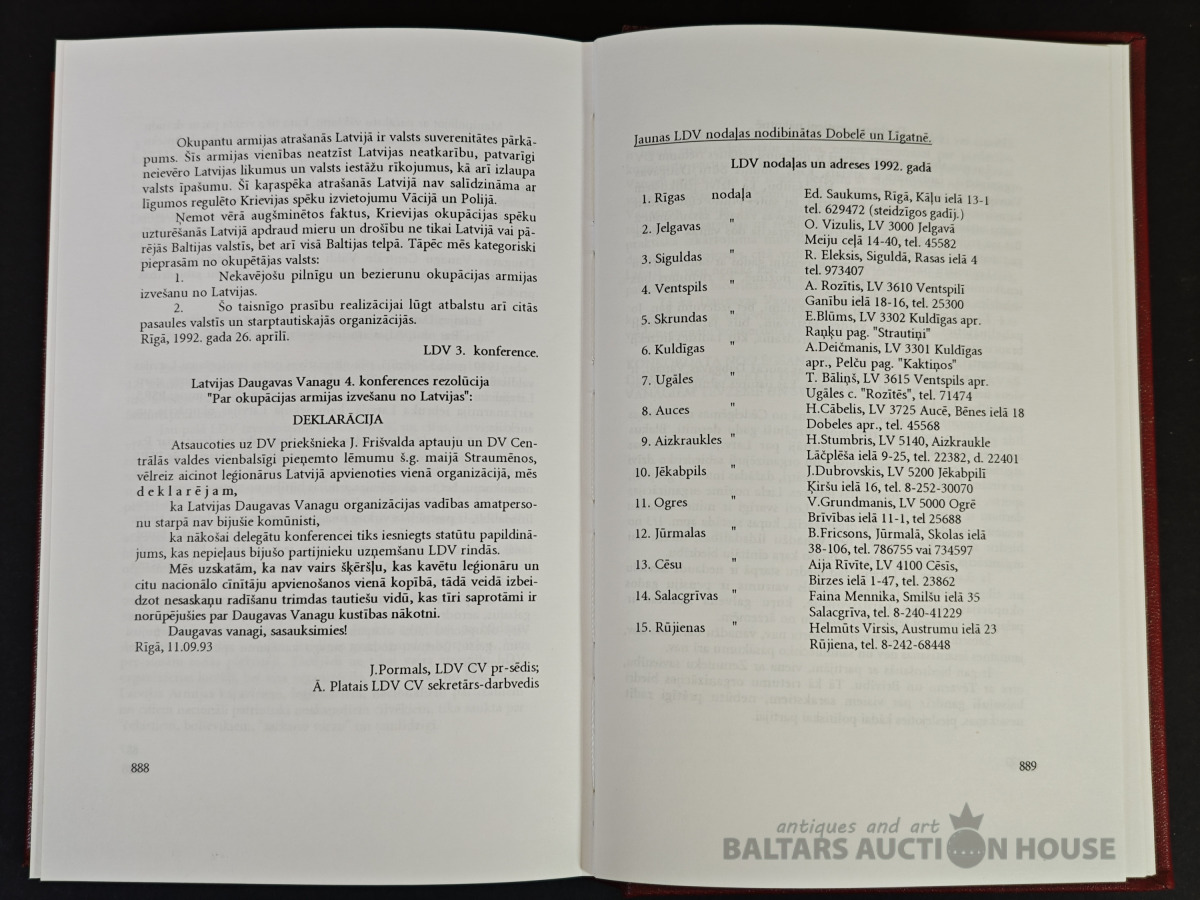 Okupantu armijas atrašanās Latvijā ir valsts suverenitātes pārkā-
pums. Šīs armijas vienības neatzīst Latvijas neatkarību, patvarīgi
neievēro Latvijas likumus un valsts iestāžu rīkojumus, kā arī izlaupa
valsts īpašumu. Šī kaŗaspēka atrašanās Latvijā nav salīdzināma ar
līgumos regulēto Krievijas spēku izvietojumu Vācijā un Polijā.
Ņemot vērā augšminētos faktus, Krievijas okupācijas spēku
uzturēšanās Latvijā apdraud mieru un drošību ne tikai Latvijā vai pā-
rējās Baltijas valstīs, bet arī visā Baltijas telpā. Tāpēc mēs kategoriski
pieprasām no okupētājas valsts:
1. Nekavējošu pilnīgu un bezierunu okupācijas armijas
izvešanu no Latvijas.
2. Šo taisnīgo prasību realizācijai lūgt atbalstu arī citās
pasaules valstīs un starptautiskajās organizācijās.
Rīgā, 1992. gada 26. aprīlī.
LDV 3. konference.
Latvijas Daugavas Vanagu 4. konferences rezolūcija
"Par okupācijas armijas izvešanu no Latvijas":
DEKLARĀCIJA
Atsaucoties uz DV priekšnieka J. Frišvalda aptauju un DV Cen-
trālās valdes vienbalsīgi pieņemto lēmumu š.g. maijā Straumēnos,
vēlreiz aicinot leģionārus Latvijā apvienoties vienā organizācijā, mēs
d e k l a r ē j a m,
ka Latvijas Daugavas Vanagu organizācijas vadības amatperso-
nu starpā nav bijušie komūnisti,
ka nākošai delegātu konferencei tiks iesniegts statūtu papildinā-
jums, kas nepieļaus bijušo partijnieku uzņemšanu LDV rindās.
Mēs uzskatām, ka nav vairs šķēršļu, kas kavētu leģionāru un
citu nacionālo cīnītāju apvienošanos vienā kopībā, tādā veidā izbei-
dzot nesaskaņu radīšanu trimdas tautiešu vidū, kas tīri saprotāmi ir
norūpējušies par Daugavas Vanagu kustības nākotni.
Daugavas vanagi, sasauksimies!
Rīgā, 11.09.93
J.Pormals, LDV CV pr-sēdis;
Ā. Platais LDV CV sekretārs-darbvedis
888
Jaunas LDV nodaļas nodibinātas Dobelē un Līgatnē.
LDV nodaļas un adreses 1992. gadā
1. Rīgas nodaļa Ed. Saukums, Rīgā, Kāļu ielā 13-1
tel. 629472 (steidzīgos gadīj.)
2. Jelgavas " O. Vizulis, LV 3000 Jelgavā
Meiju ceļā 14-40, tel. 45582
3. Siguldas " R. Eleksis, Siguldā, Rasas ielā 4
tel. 973407
4. Ventspils " A. Rozītis, LV 3610 Ventspilī
Ganību ielā 18-16, tel. 25300
5. Skrundas " E.Blūms, LV 3302 Kuldīgas apr.
Raņķu pag. "Strautiņi"
6. Kuldīgas " A.Deičmanis, LV 3301 Kuldīgas
apr., Pelču pag. "Kaktiņos"
7. Ugāles " T. Bāliņš, LV 3615 Ventspils apr.
Ugāles c. "Rozītēs", tel. 71474
8. Auces " H.Cābelis, LV 3725 Aucē, Bēnes ielā 18
Dobeles apr., tel. 45568
9. Aizkraukles " H.Stumbris, LV 5140, Aizkraukle
Lāčplēša ielā 9-25, tel. 22382, d. 22401
10. Jēkabpils " J.Dubrovskis, LV 5200 Jēkabpilī
Ķiršu ielā 16, tel. 8-252-30070
11. Ogres " V.Grundmanis, LV 5000 Ogrē
Brīvības ielā 11-1, tel 25688
12. Jūrmalas " B.Fricsons, Jūrmalā, Skolas ielā
38-106, tel. 786755 vai 734597
13. Cēsu " Aija Rīvīte, LV 4100 Cēsīs,
Birzes ielā 1-47, tel. 23862
14. Salacgrīvas " Faina Mennika, Smilšu ielā 35
Salacgrīva, tel. 8-240-41229
15. Rūjienas " Helmūts Virsis, Austrumu ielā 23
Rūjiena, tel. 8-242-68448
889
antiques and art
BALTARS AUCTION HOUSE